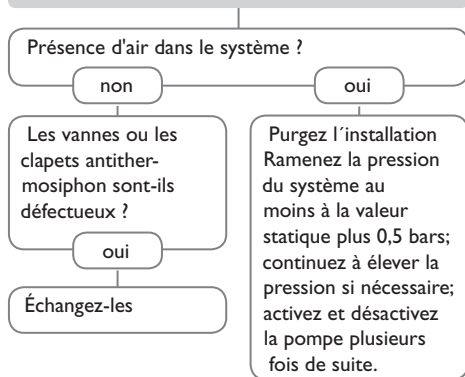 Présence d'air dans le système ?
non
oui
Les vannes ou les
clapets antither-
mosiphon sont-ils
défectueux ?
oui
Échangez-les
Purgez l´installation
Ramenez la pression
du système au
moins à la valeur
statique plus 0,5 bars;
continuez à élever la
pression si nécessaire;
activez et désactivez
la pompe plusieurs
fois de suite.